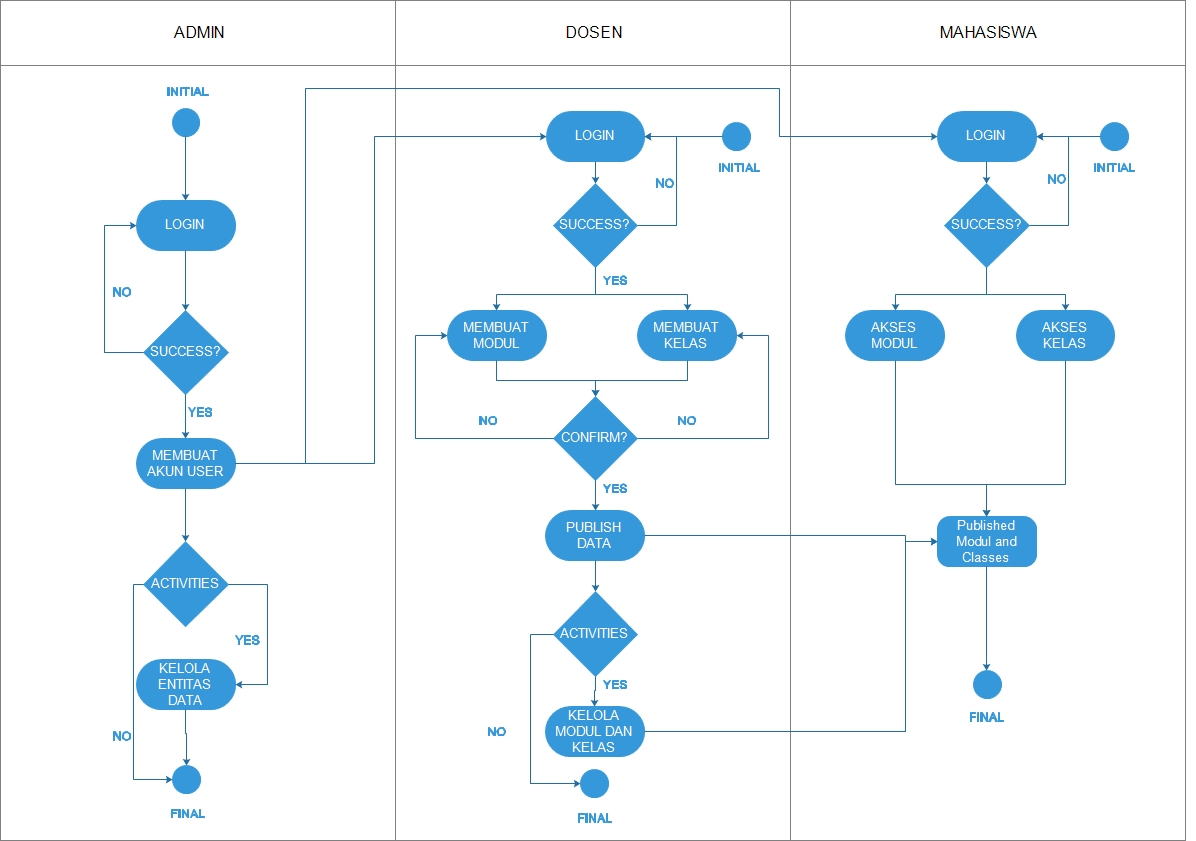 ADMIN
DOSEN
MAHASISWA
INITIAL
LOGIN
NO
SUCCESS?
YES
MEMBUAT
AKUN USER
ACTIVITIES
YES
KELOLA
ENTITAS
DATA
NO
FINAL
LOGIN
INITIAL
NO
SUCCESS?
YES
MEMBUAT
MODUL
MEMBUAT
KELAS
NO
NO
CONFIRM?
YES
PUBLISH
DATA
ACTIVITIES
YES
NO
KELOLA
MODUL DAN
KELAS
FINAL
LOGIN
INITIAL
NO
SUCCESS?
AKSES
MODUL
AKSES
KELAS
Published
Modul and
Classes
FINAL